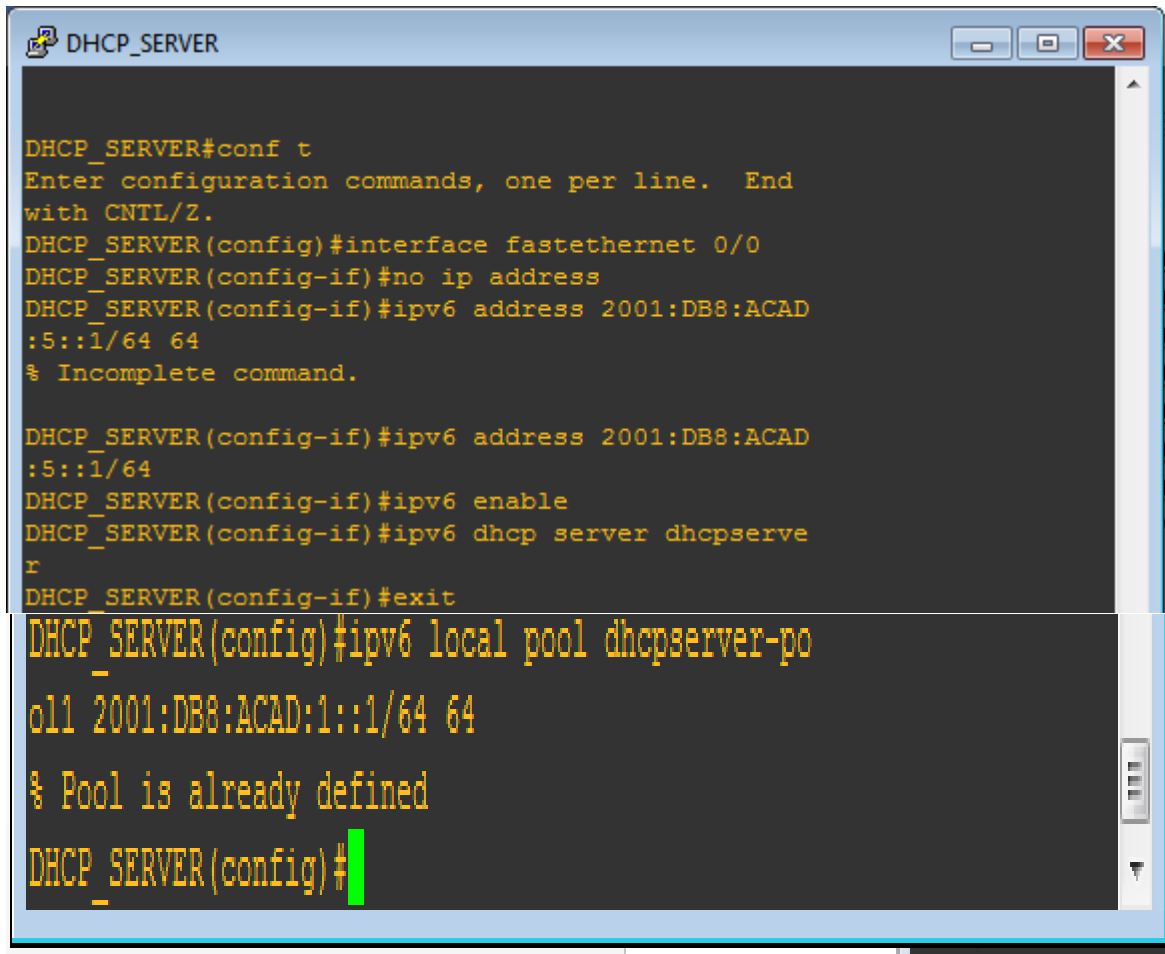 DHCP_SERVER
DHCP_SERVER#conf t
Enter configuration commands, one per line.  End
with CNTL/Z.
DHCP_SERVER(config)#interface fastethernet 0/0
DHCP_SERVER(config-if)#no ip address
DHCP_SERVER(config-if)#ipv6 address 2001:DB8:ACAD
:5::1/64 64
% Incomplete command.
DHCP_SERVER(config-if)#ipv6 address 2001:DB8:ACAD
:5::1/64
DHCP_SERVER(config-if)#ipv6 enable
DHCP_SERVER(config-if)#ipv6 dhcp server dhcpserve
r
DHCP_SERVER(config-if)#exit
DHCP_SERVER(config)#ipv6 local pool dhcpserver-po
ol1 2001:DB8:ACAD:1::1/64 64
% Pool is already defined
DHCP_SERVER(config)#